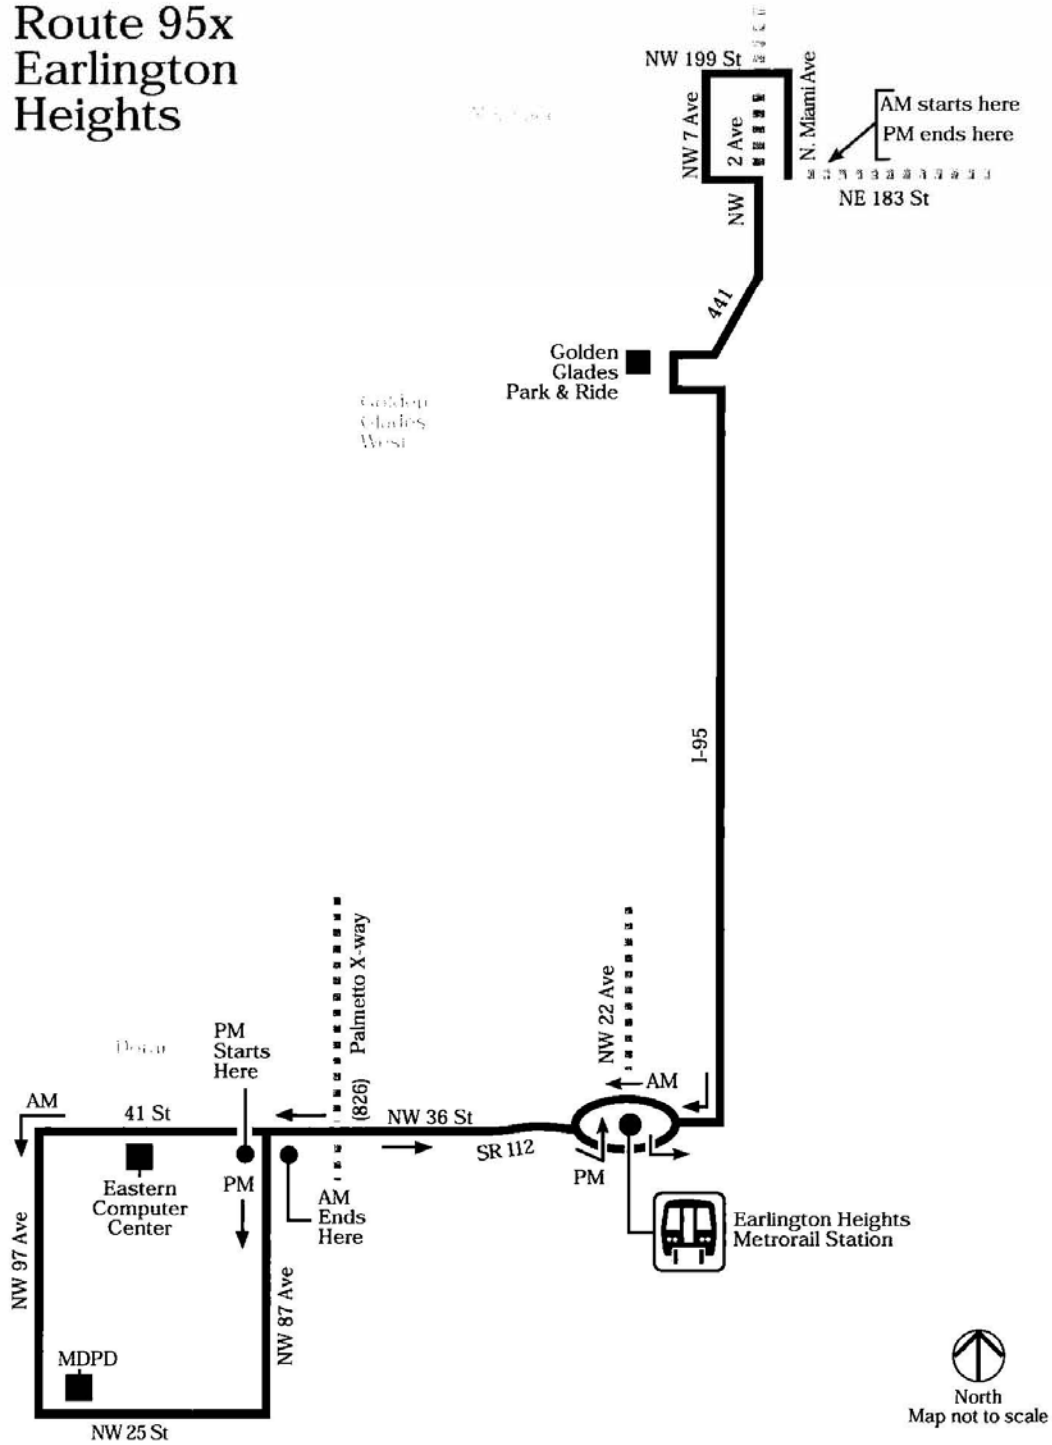 Route 95x
Earlington
Heights
NW 199 St
NW 7 Ave
2 Ave
NW
N. Miami Ave
AM starts here
PM ends here
NE 183 St
441
Golden
Glades
Park & Ride
Golden
Glades
West
I-95
Palmetto X-way
(826)
NW 22 Ave
PM
Starts
Here
AM
41 St
NW 36 St
SR 112
AM
PM
Eastern
Computer
Center
PM
AM
Ends
Here
Earlington Heights
Metrorail Station
NW 97 Ave
NW 87 Ave
MDPD
NW 25 St
North
Map not to scale